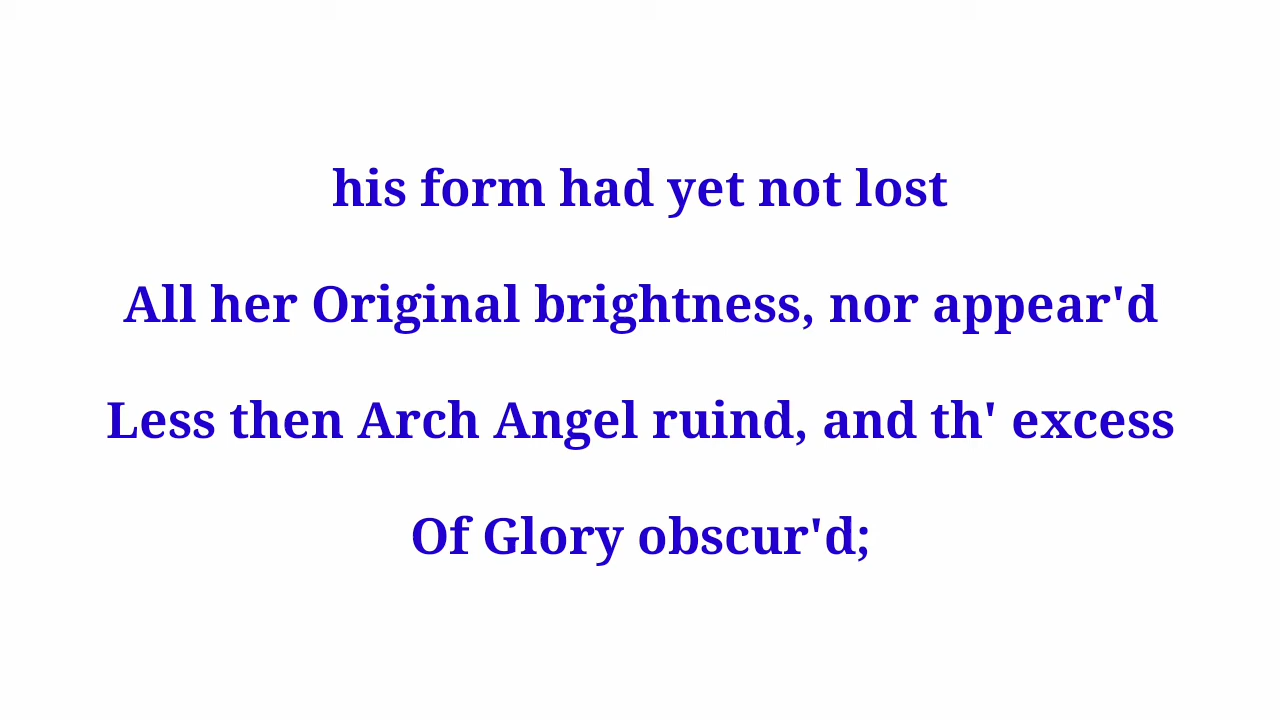 his form had yet not lost
All her Original brightness, nor appear'd
Less then Arch Angel ruind, and th' excess
Of Glory obscur'd;